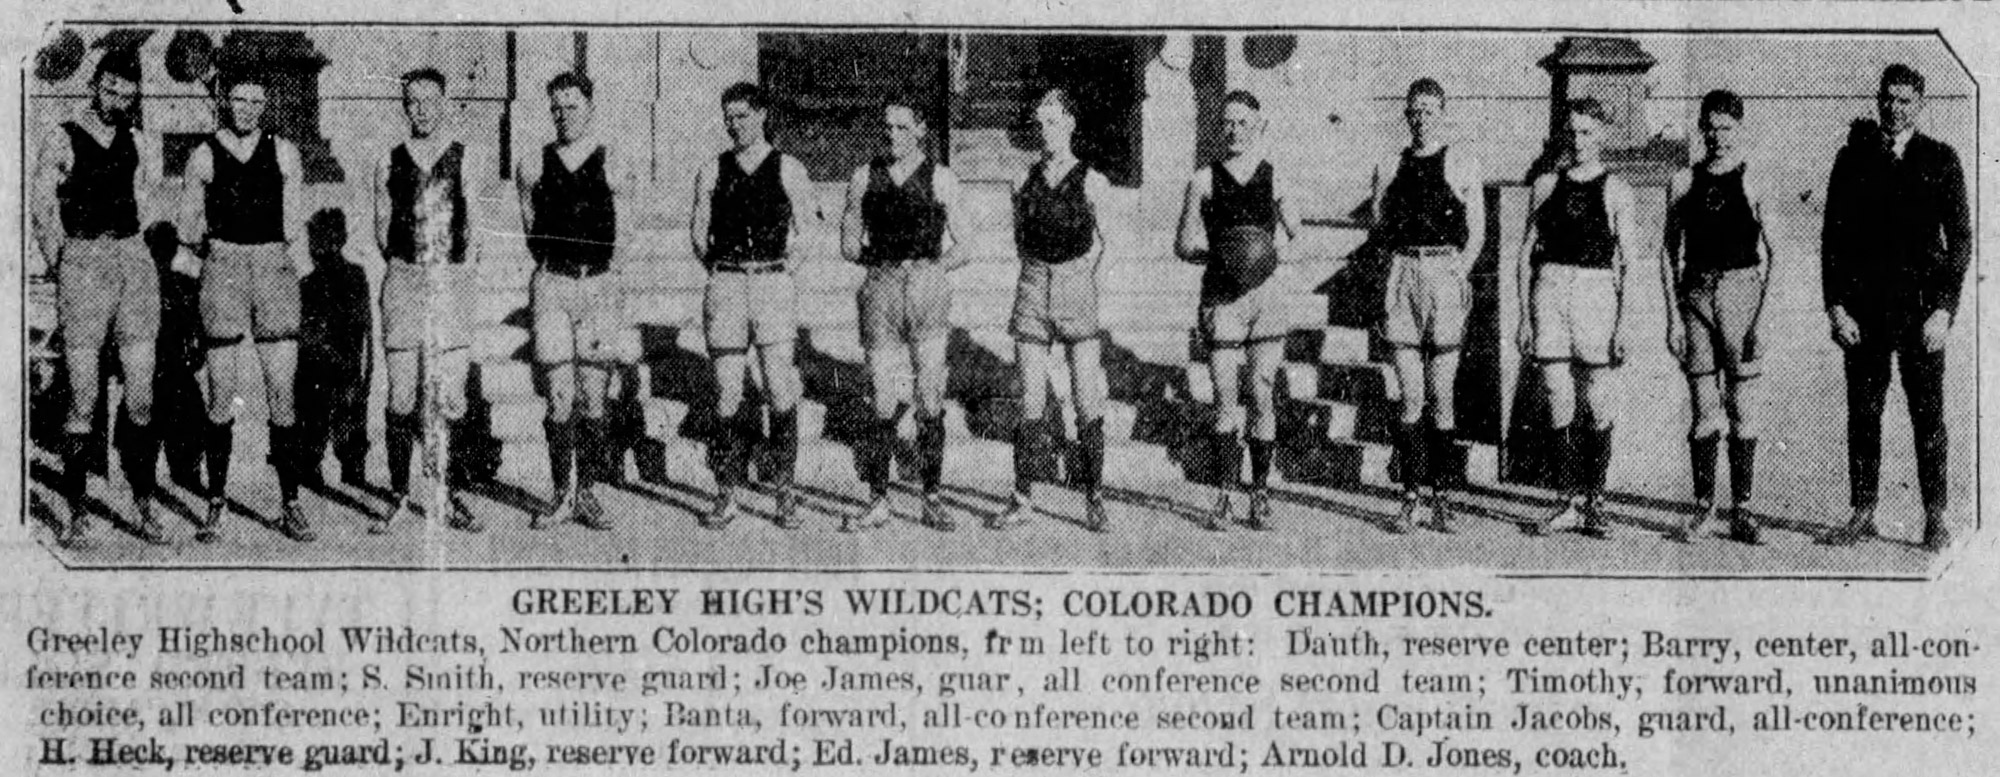 GREELEY HIGH'S WILDCATS; COLORADO CHAMPIONS.
Greeley Highschool Wildcats, Northern Colorado champions, fr m left to right: Dauth, reserve center; Barry, center, all-con-
ference second team; S. Smith, reserve guard; Joe James, guar , all conference second team; Timothy, forward, unanimous
choice, all conference; Enright, utility; Banta, forward, all-conference second team; Captain Jacobs, guard, all-conference;
H. Heck, reserve guard; J. King, reserve forward; Ed. James, reserve forward; Arnold D. Jones, coach.